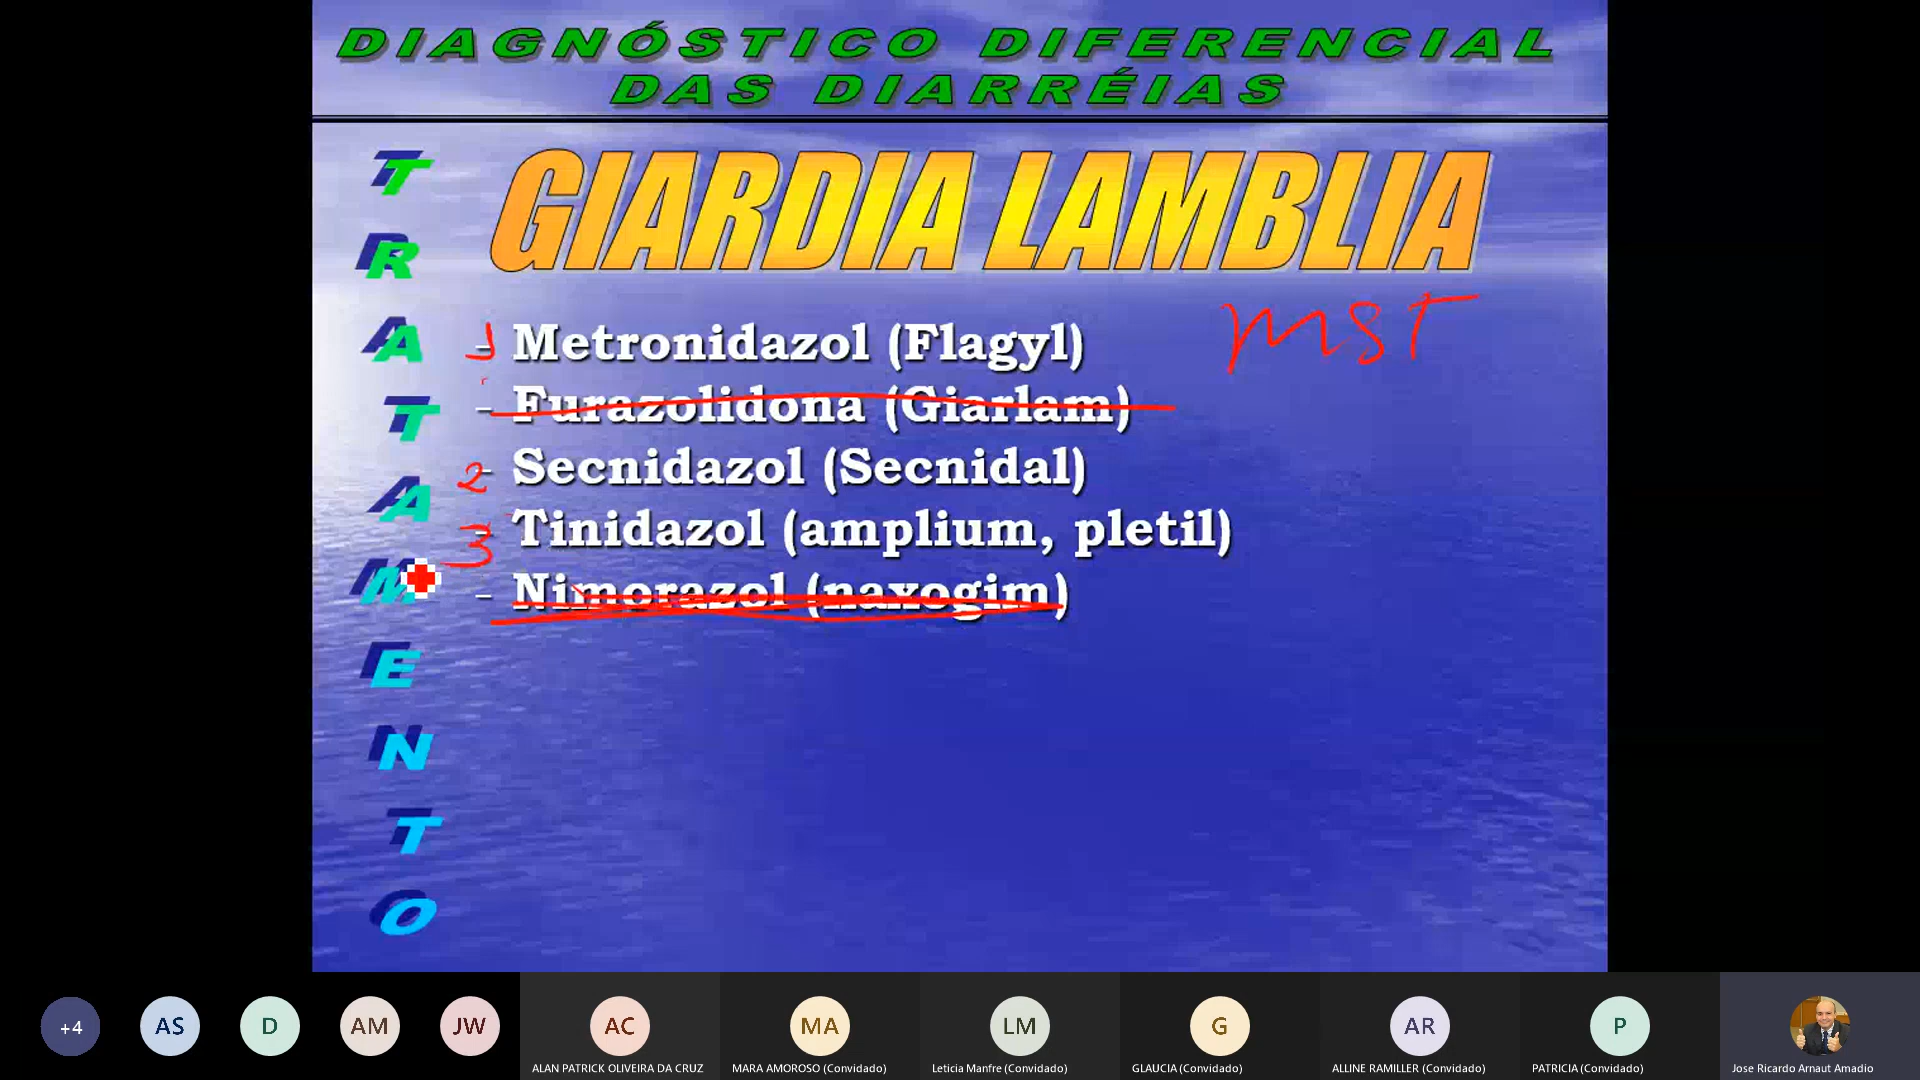 DIAGNÓSTICO DIFERENCIAL
DAS DIARRÉIAS
TRATAMENTO
GIARDIA LAMBLIA
MST
1 - Metronidazol (Flagyl)
- Furazolidona (Giarlam)
2 - Secnidazol (Secnidal)
3 - Tinidazol (amplium, pletil)
- Nimorazol (naxogim)
+4
AS
D
AM
JW
AC
MA
LM
G
AR
P
ALAN PATRICK OLIVEIRA DA CRUZ
MARA AMOROSO (Convidado)
Leticia Manfre (Convidado)
GLAUCIA (Convidado)
ALLINE RAMILLER (Convidado)
PATRICIA (Convidado)
Jose Ricardo Arnaut Amadio